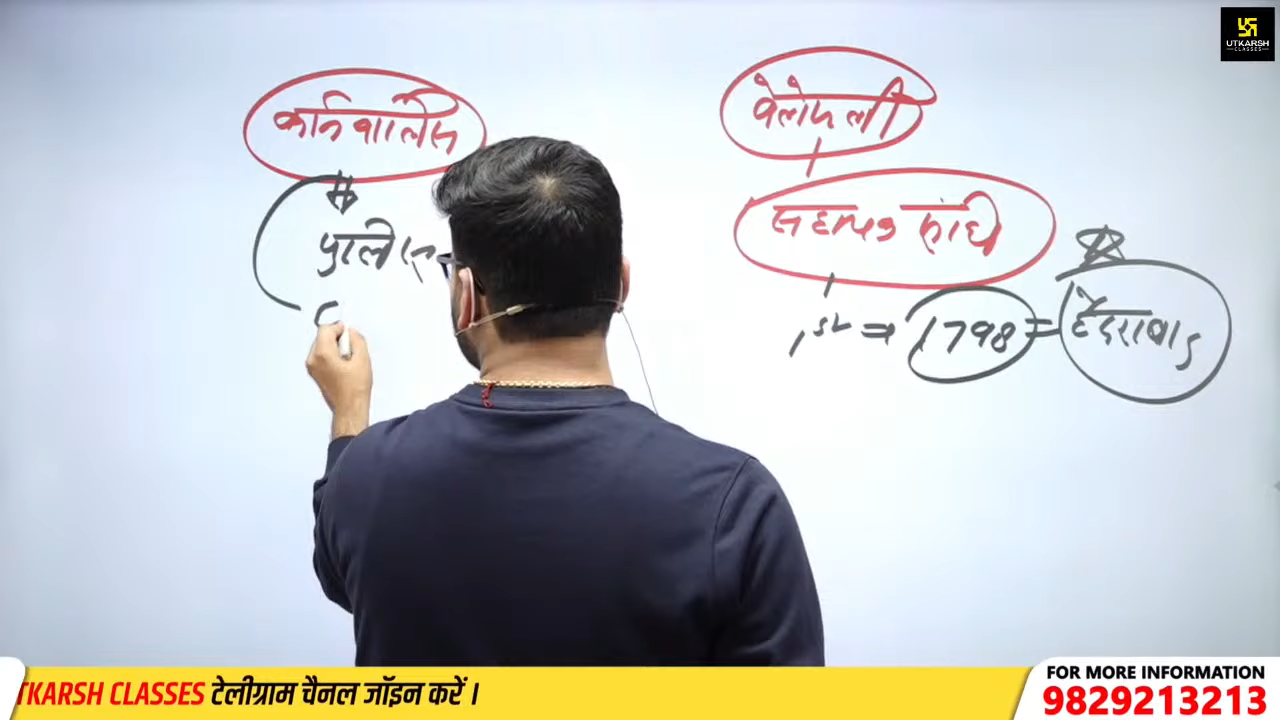 UTKARSH
CLASSES
कार्नवालिस
वेलेजली
सहायक संधि
पुलिस
1st ⇒ 1798 = हैदराबाद
TKARSH CLASSES टेलीग्राम चैनल जॉइन करें ।
FOR MORE INFORMATION
9829213213